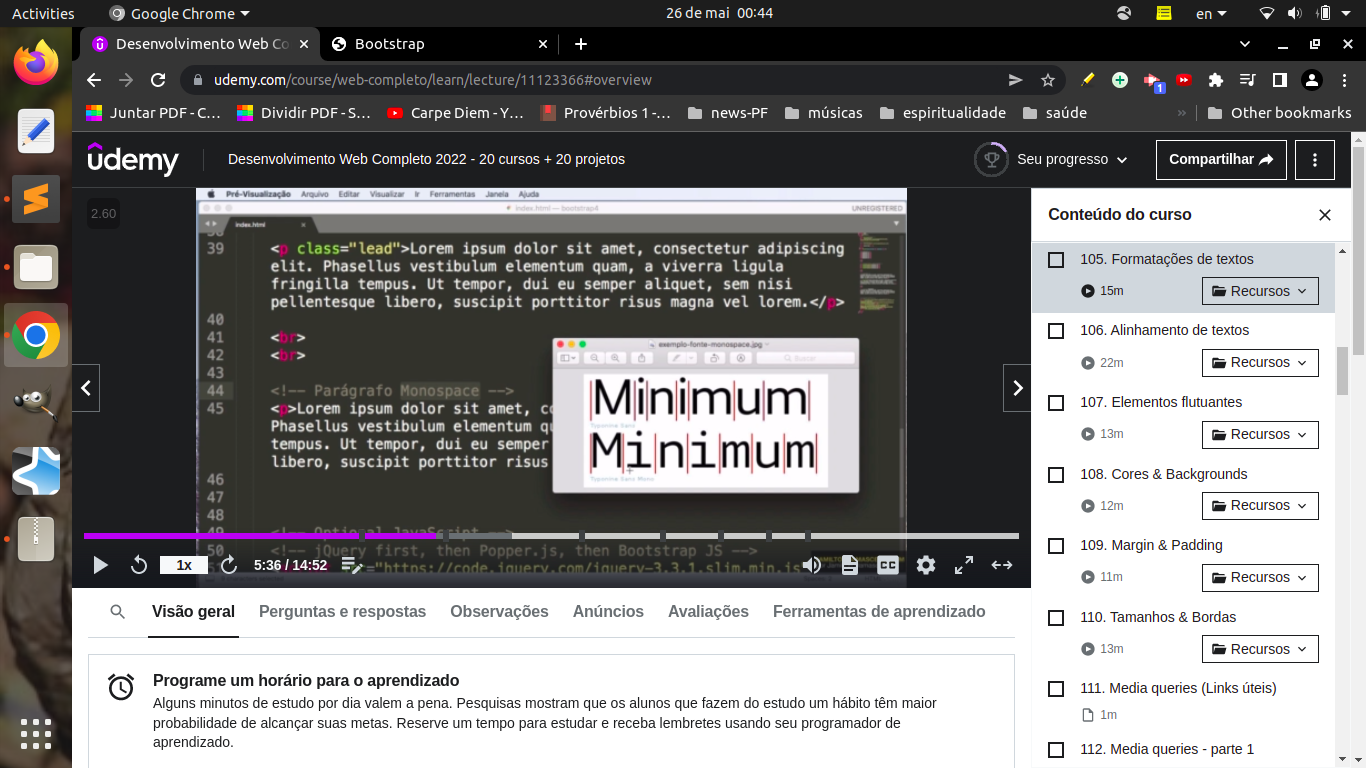 Activities
Google Chrome
26 de mai 00:44
en
Desenvolvimento Web Co
Bootstrap
udemy.com/course/web-completo/learn/lecture/11123366#overview
1
Juntar PDF - C…
Dividir PDF - S…
Carpe Diem - Y…
Provérbios 1 -…
news-PF
músicas
espiritualidade
saúde
»
Other bookmarks
udemy
Desenvolvimento Web Completo 2022 - 20 cursos + 20 projetos
Seu progresso
Compartilhar
2.60
Pré-Visualização Arquivo Editar Visualizar Ir Ferramentas Janela Ajuda
index.html — bootstrap4
UNREGISTERED
index.html
38
39 <p class="lead">Lorem ipsum dolor sit amet, consectetur adipiscing
elit. Phasellus vestibulum elementum quam, a viverra ligula
fringilla tempus. Ut tempor, dui eu semper aliquet, sem nisi
pellentesque libero, suscipit porttitor risus magna vel lorem.</p>
40
41 <br>
42 <br>
43
44 <!-- Parágrafo Monospace -->
45 <p>Lorem ipsum dolor sit amet, co
Phasellus vestibulum elementum qu
tempus. Ut tempor, dui eu semper
libero, suscipit porttitor risus
46
47
48
49 <!-- Optional JavaScript -->
50 <!-- jQuery first, then Popper.js, then Bootstrap JS -->
51 ="https://code.jquery.com/jquery-3.3.1.slim.min.js"
exemplo-fonte-monospace.jpg
Buscar
Minimum
Typonine Sans
Minimum
Typonine Sans Mono
1x
5:36 / 14:52
CC
Visão geral
Perguntas e respostas
Observações
Anúncios
Avaliações
Ferramentas de aprendizado
Programe um horário para o aprendizado
Alguns minutos de estudo por dia valem a pena. Pesquisas mostram que os alunos que fazem do estudo um hábito têm maior
probabilidade de alcançar suas metas. Reserve um tempo para estudar e receba lembretes usando seu programador de
aprendizado.
Conteúdo do curso
105. Formatações de textos
15m
Recursos
106. Alinhamento de textos
22m
Recursos
107. Elementos flutuantes
13m
Recursos
108. Cores & Backgrounds
12m
Recursos
109. Margin & Padding
11m
Recursos
110. Tamanhos & Bordas
13m
Recursos
111. Media queries (Links úteis)
1m
112. Media queries - parte 1